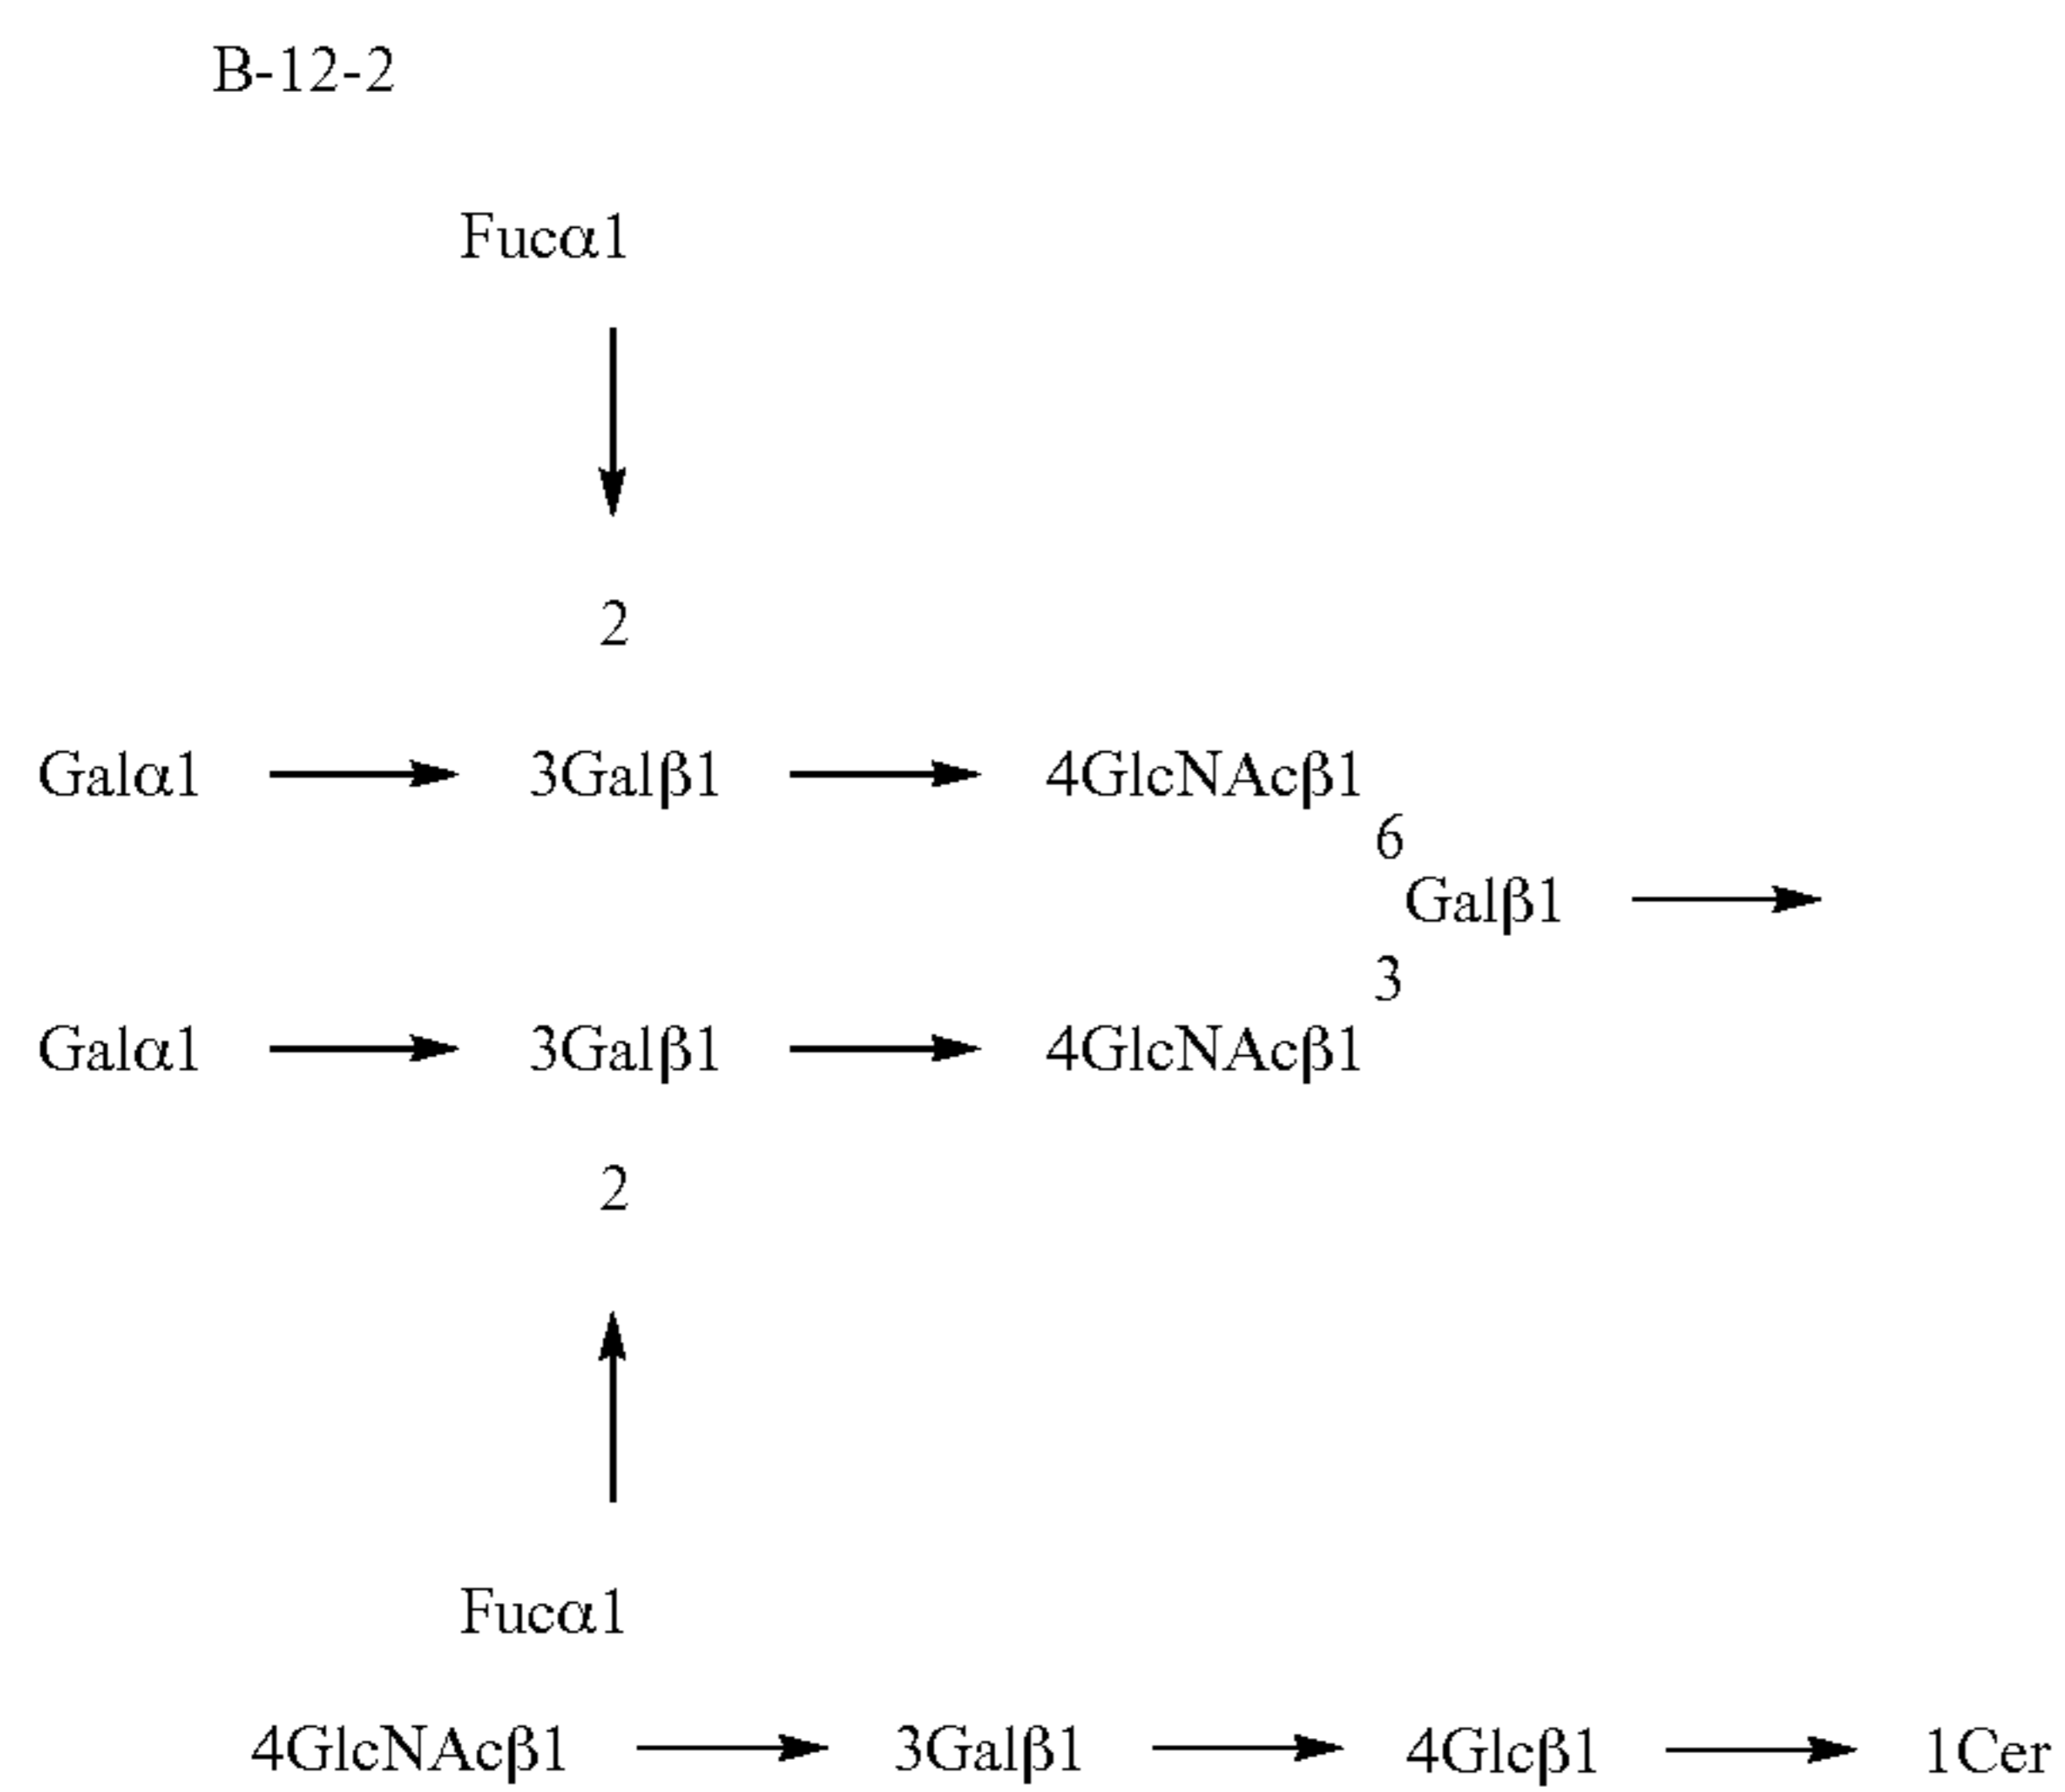 B-12-2
Fucα1
2
Galα1 → 3Galβ1 → 4GlcNAcβ1
6
Galβ1 →
3
Galα1 → 3Galβ1 → 4GlcNAcβ1
2
Fucα1
4GlcNAcβ1 → 3Galβ1 → 4Glcβ1 → 1Cer